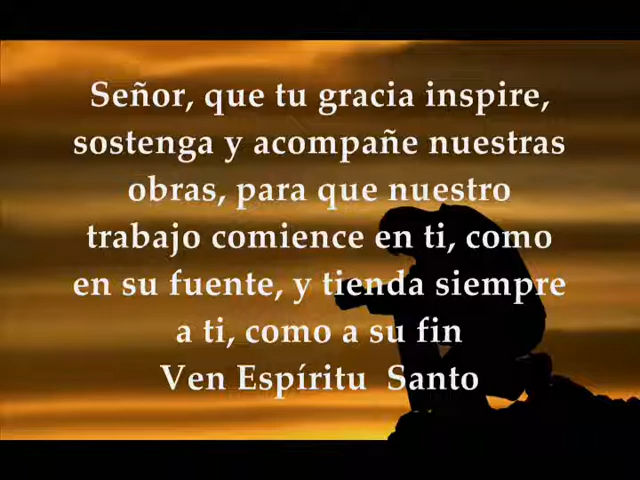 Señor, que tu gracia inspire,
sostenga y acompañe nuestras
obras, para que nuestro
trabajo comience en ti, como
en su fuente, y tienda siempre
a ti, como a su fin
Ven Espíritu Santo